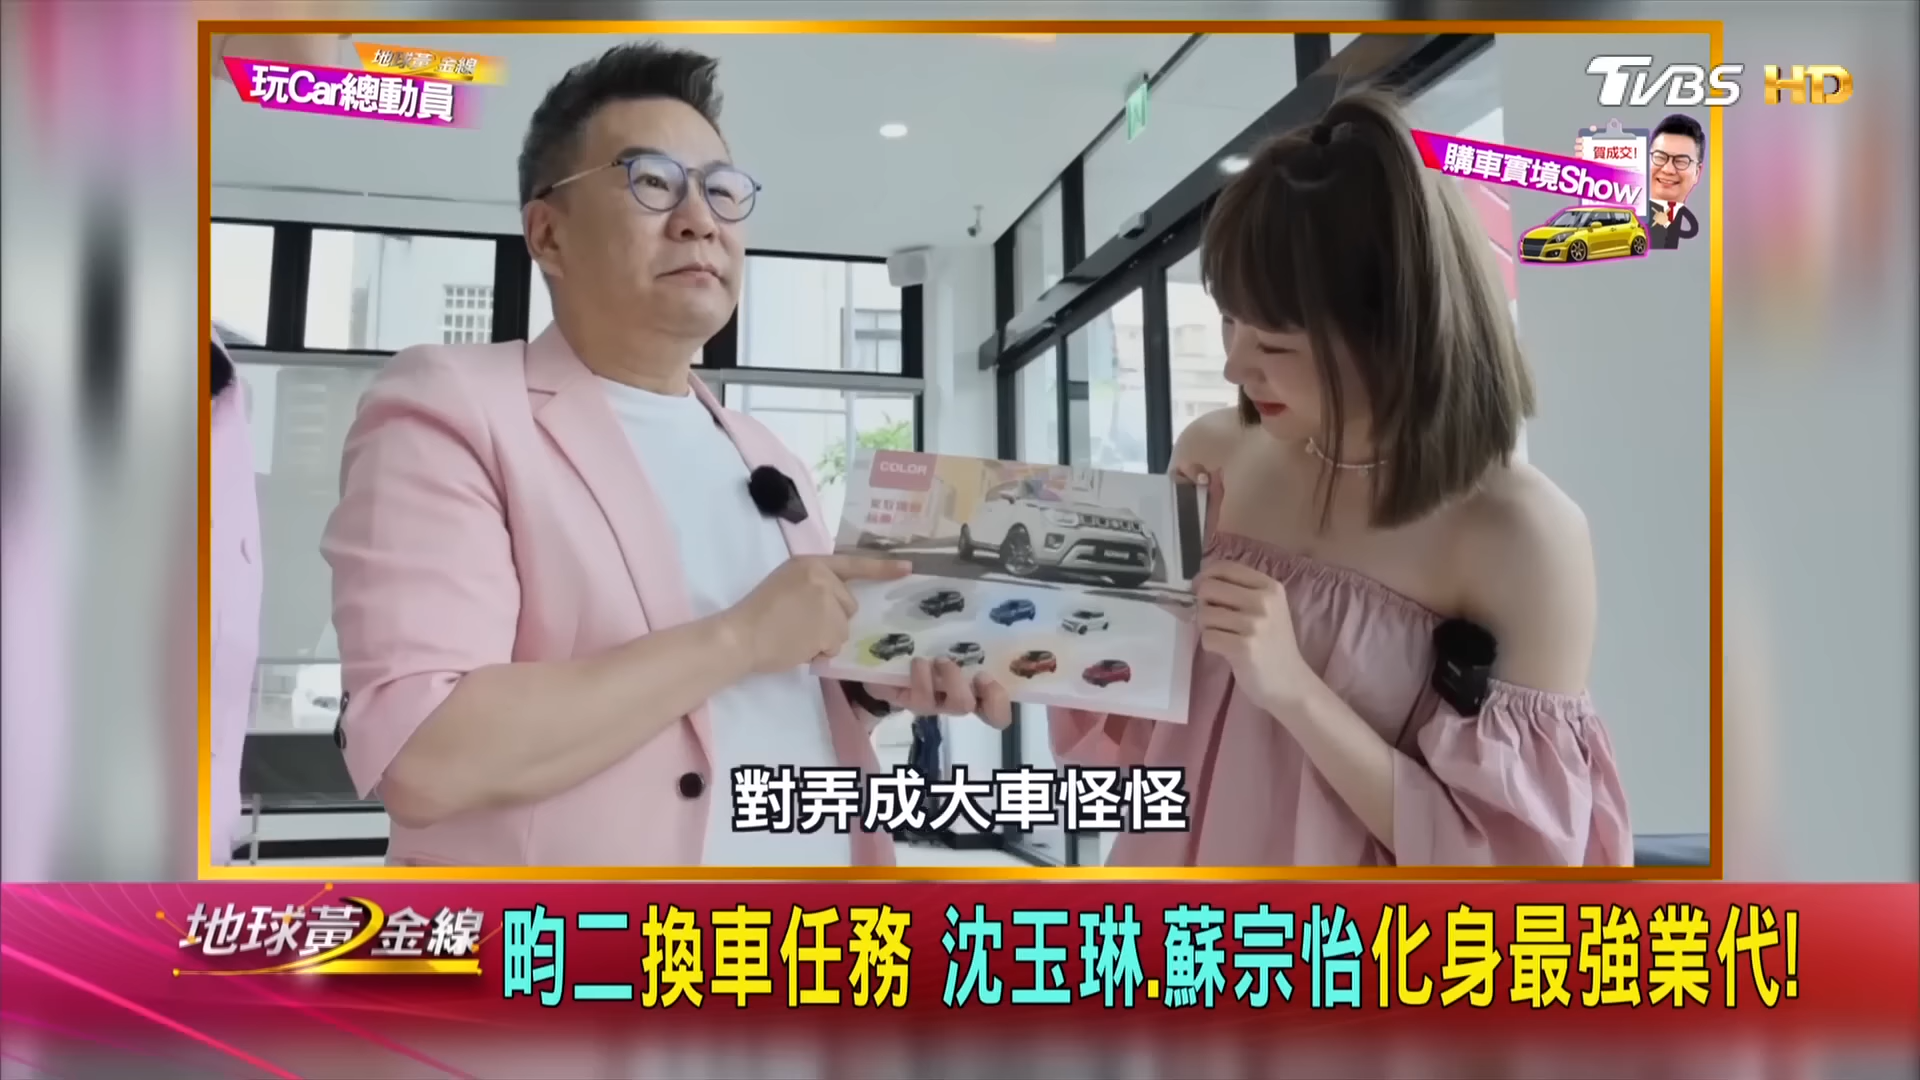 地球黃金線
玩Car總動員
TVBS HD
賀成交!
購車實境Show
COLOR
對弄成大車怪怪
地球黃金線
畇二換車任務 沈玉琳.蘇宗怡化身最強業代!